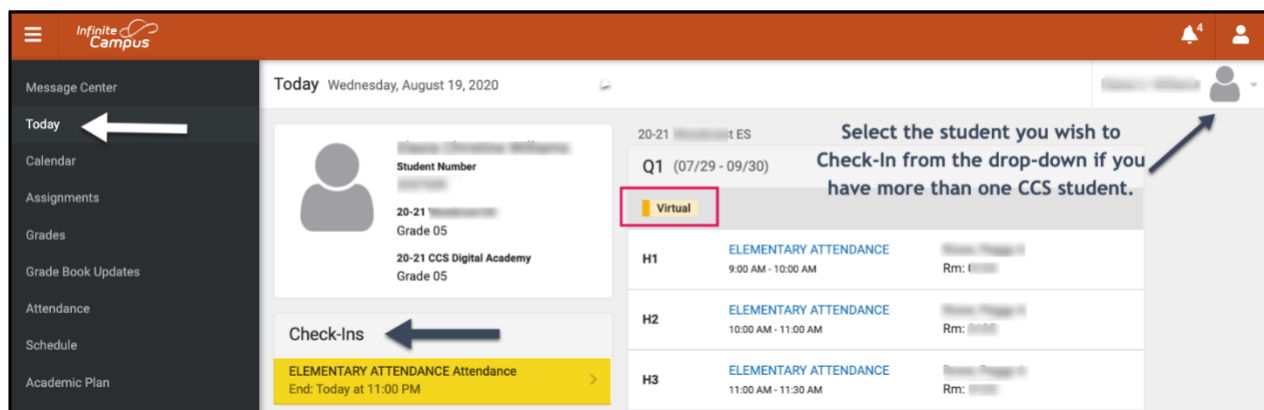 Infinite
Campus
4
Message Center
Today
Calendar
Assignments
Grades
Grade Book Updates
Attendance
Schedule
Academic Plan
Today Wednesday, August 19, 2020
Student Number
20-21
Grade 05
20-21 CCS Digital Academy
Grade 05
Check-Ins
ELEMENTARY ATTENDANCE Attendance
End: Today at 11:00 PM
20-21 t ES
Q1 (07/29 - 09/30)
Select the student you wish to
Check-In from the drop-down if you
have more than one CCS student.
Virtual
H1
ELEMENTARY ATTENDANCE
9:00 AM - 10:00 AM
Rm:
H2
ELEMENTARY ATTENDANCE
10:00 AM - 11:00 AM
Rm:
H3
ELEMENTARY ATTENDANCE
11:00 AM - 11:30 AM
Rm: